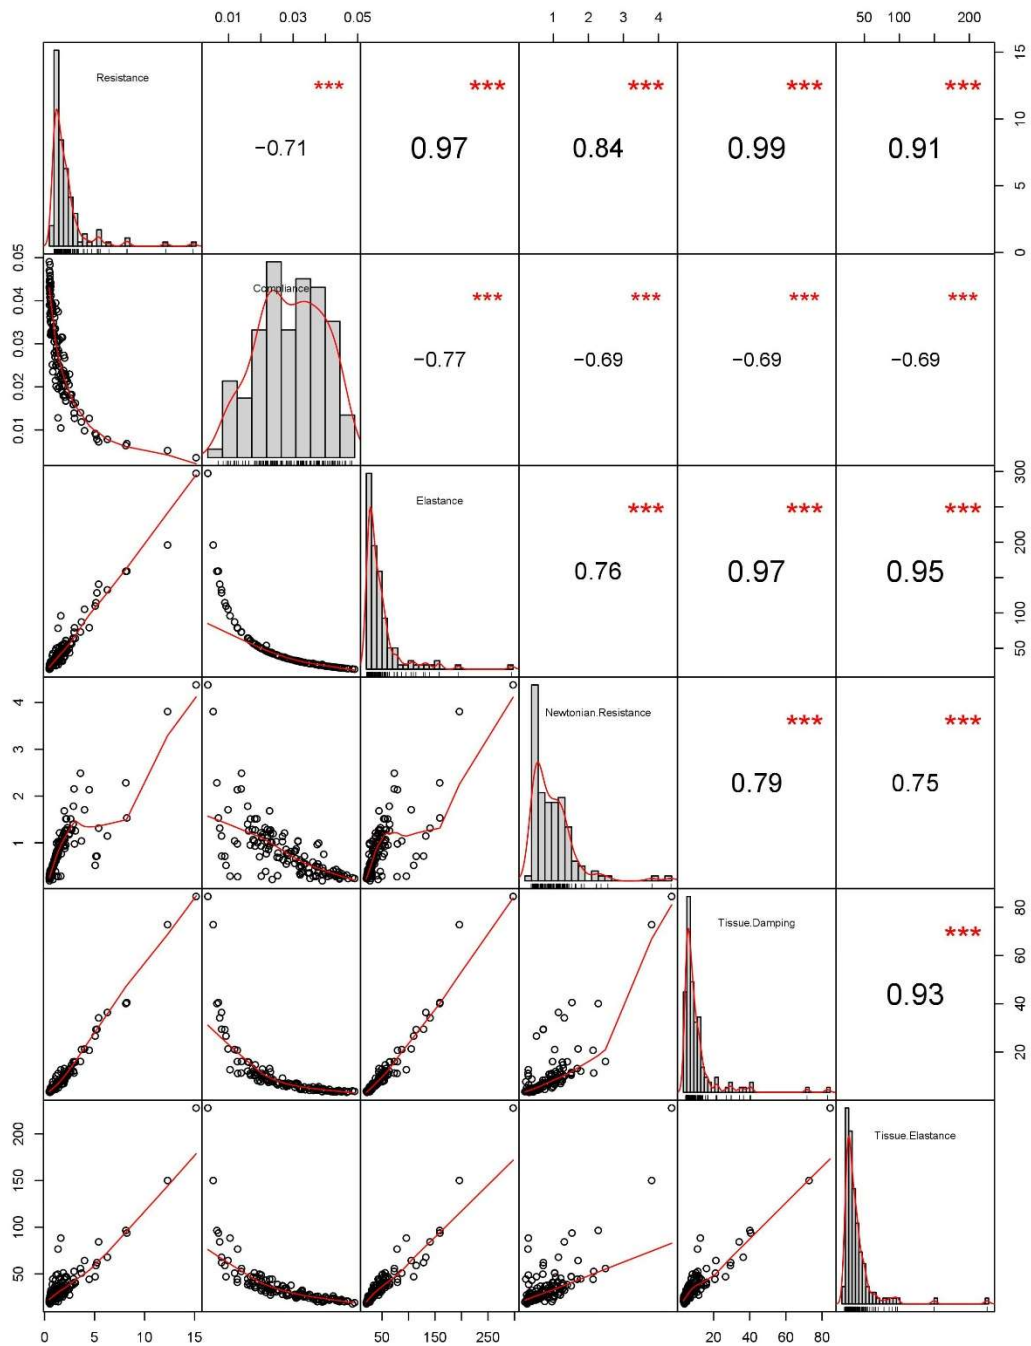 0.01 0.03 0.05 1 2 3 4 50 100 200
Resistance *** *** *** *** *** 15
−0.71 0.97 0.84 0.99 0.91 10
5
0
0.05 Compliance *** *** *** ***
0.04
0.03 −0.77 −0.69 −0.69 −0.69
0.02
0.01
Elastance *** *** *** 300
200
0.76 0.97 0.95
100
50
4 Newtonian.Resistance *** ***
3
0.79 0.75
2
1
Tissue.Damping *** 80
60
0.93 40
20
200 Tissue.Elastance
150
100
50
0 5 10 15 50 150 250 20 40 60 80